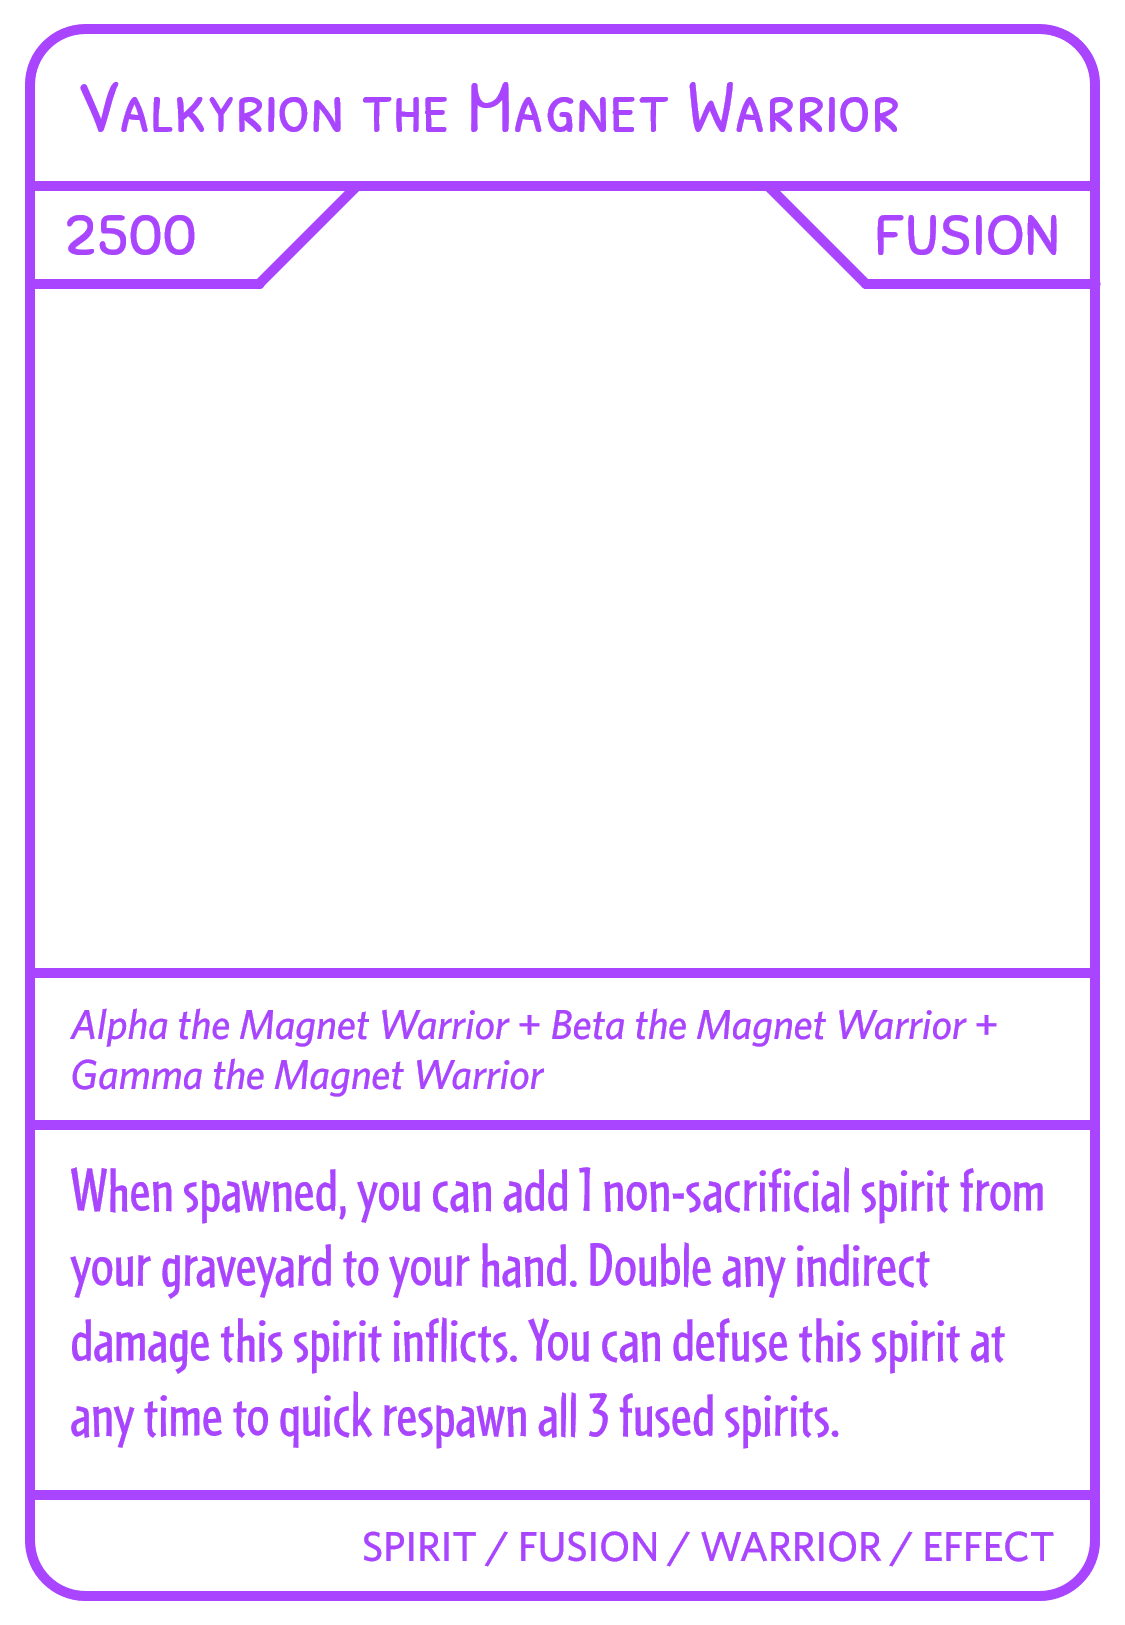 Valkyrion the Magnet Warrior
2500
FUSION
Alpha the Magnet Warrior + Beta the Magnet Warrior +
Gamma the Magnet Warrior
When spawned, you can add 1 non-sacrificial spirit from
your graveyard to your hand. Double any indirect
damage this spirit inflicts. You can defuse this spirit at
any time to quick respawn all 3 fused spirits.
SPIRIT / FUSION / WARRIOR / EFFECT